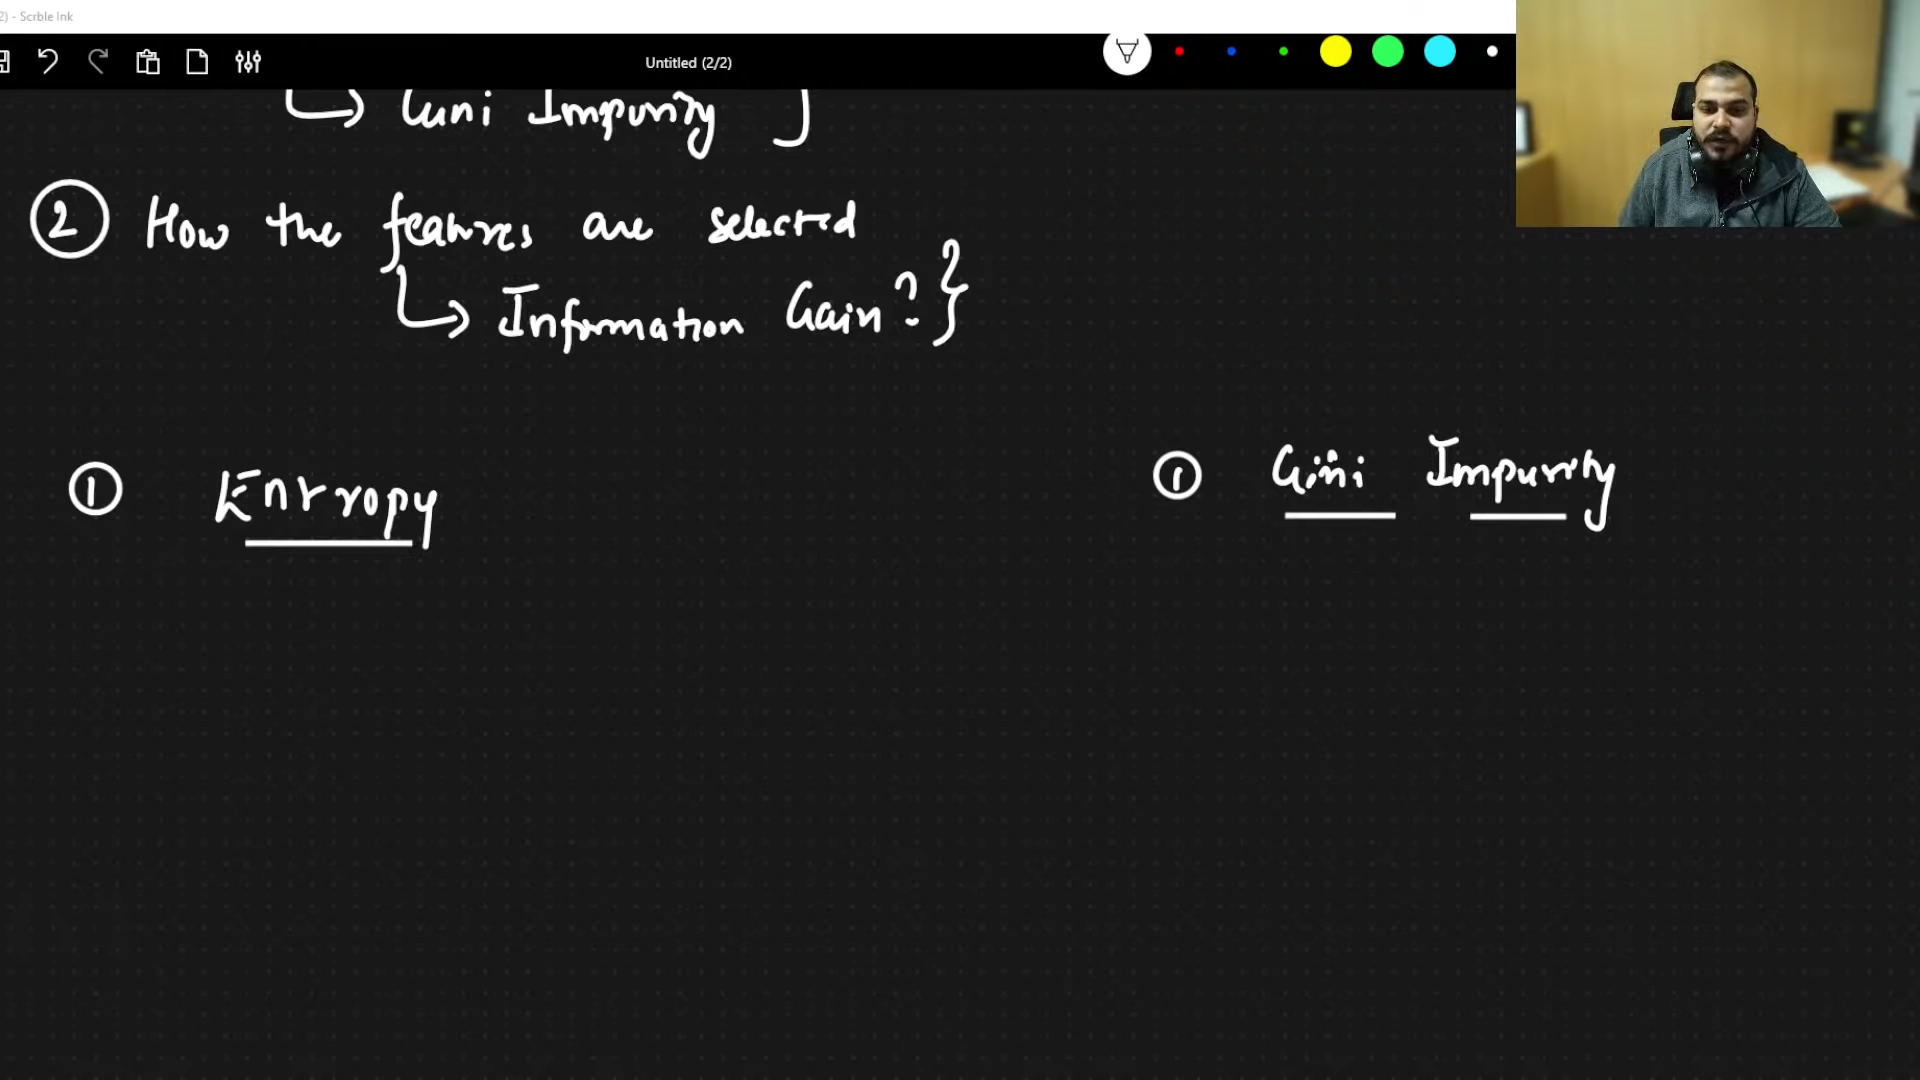 2) - Scrble Ink
Untitled (2/2)
↳ Gini Impurity }
② How the features are selected
↳ Information Gain? }
① Entropy
① Gini Impurity